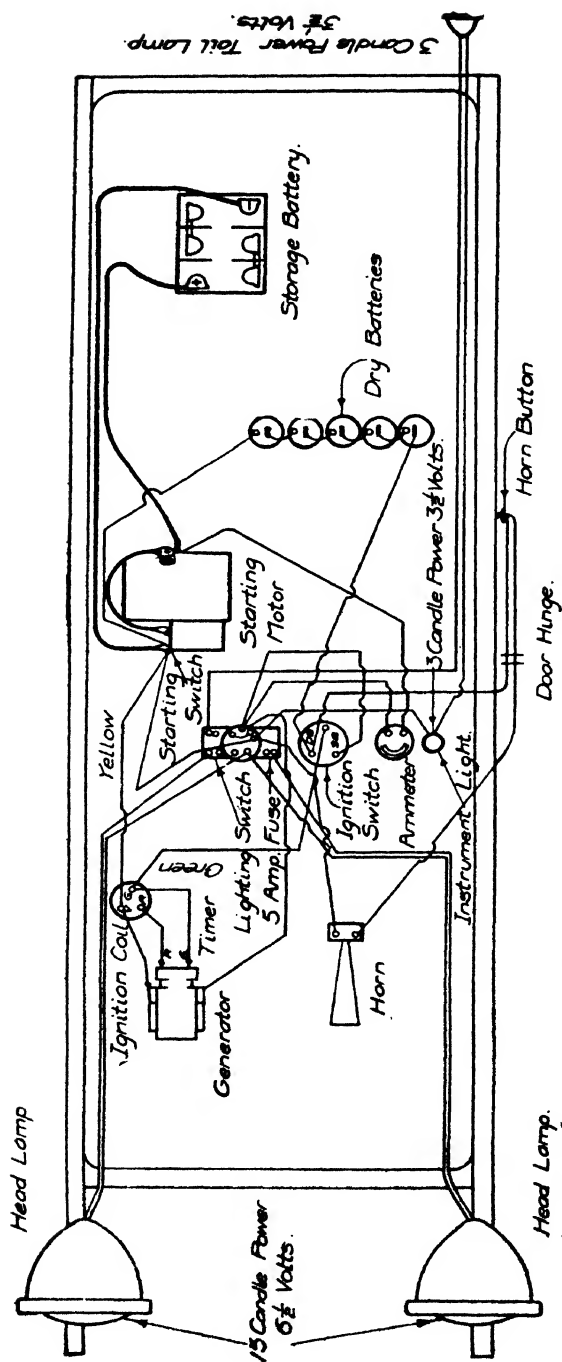 3 Candle Power Tail Lamp.
3½ Volts.
Storage Battery.
Dry Batteries
Horn Button
3 Candle Power 3½ Volts.
Door Hinge.
Starting
Motor
Starting
Switch
Yellow
Lighting Switch
5 Amp. Fuse
Ignition
Switch
Ammeter
Instrument Light.
Green
Ignition Coil
Timer
Generator
Horn
Head Lamp
15 Candle Power
6½ Volts.
Head Lamp.